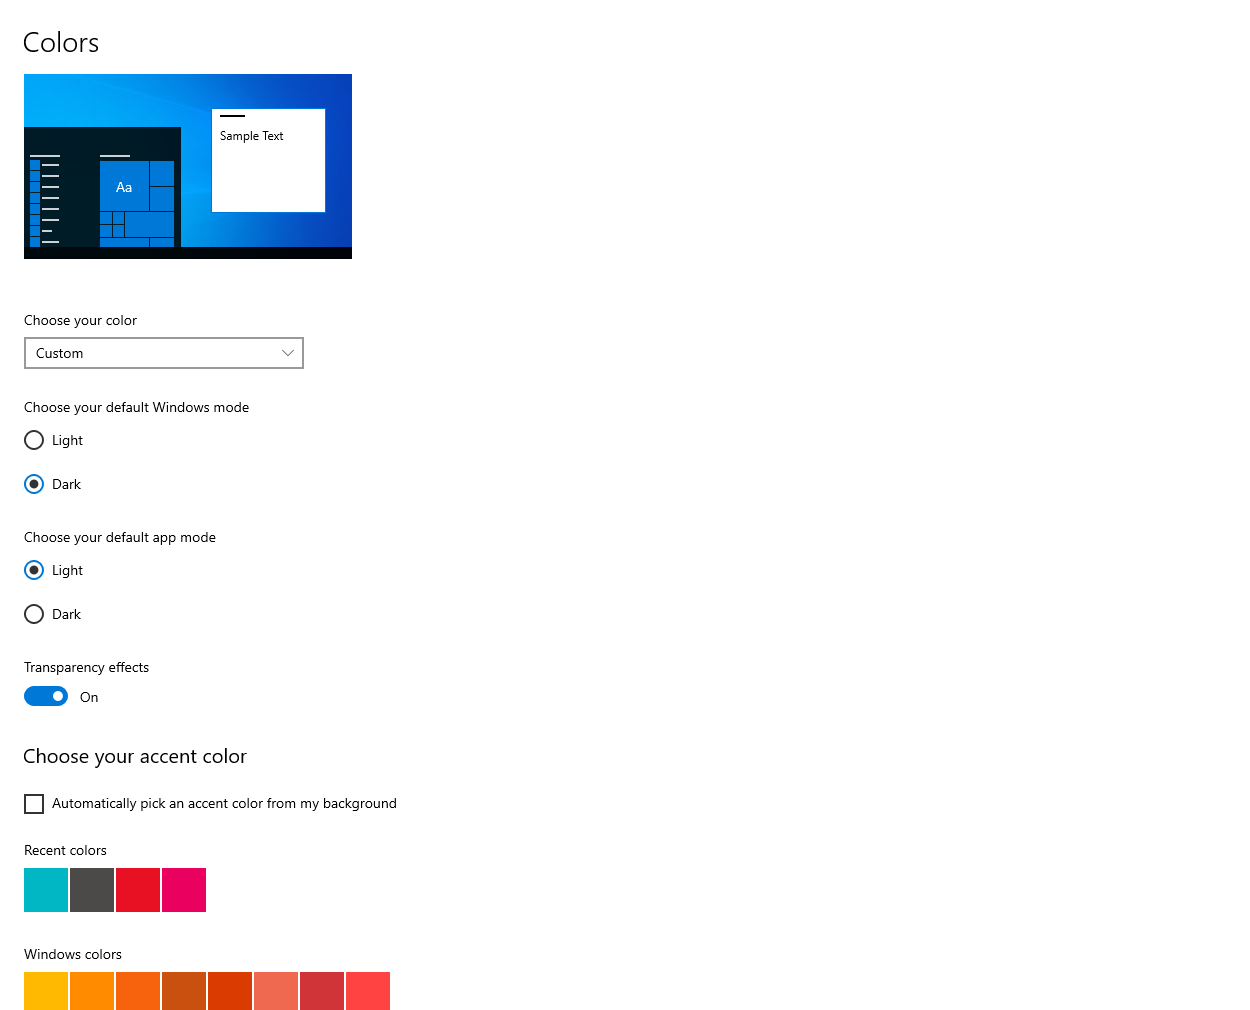 Colors
Sample Text
Aa
Choose your color
Custom
Choose your default Windows mode
Light
Dark
Choose your default app mode
Light
Dark
Transparency effects
On
Choose your accent color
Automatically pick an accent color from my background
Recent colors
Windows colors